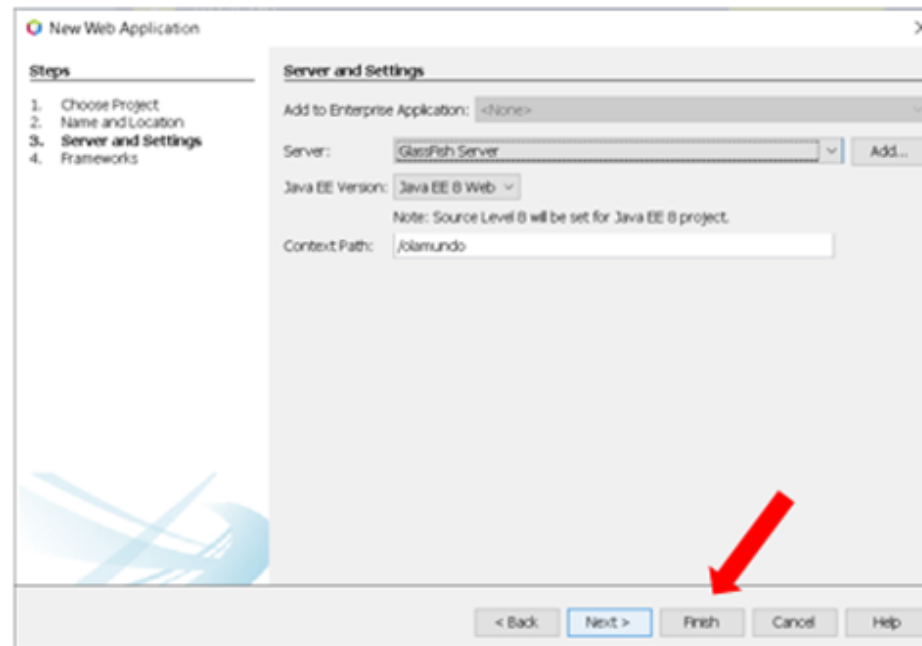 New Web Application
Steps
1. Choose Project
2. Name and Location
3. Server and Settings
4. Frameworks
Server and Settings
Add to Enterprise Application: <None>
Server: GlassFish Server Add...
Java EE Version: Java EE 8 Web
Note: Source Level 8 will be set for Java EE 8 project.
Context Path: /olamundo
< Back Next > Finish Cancel Help